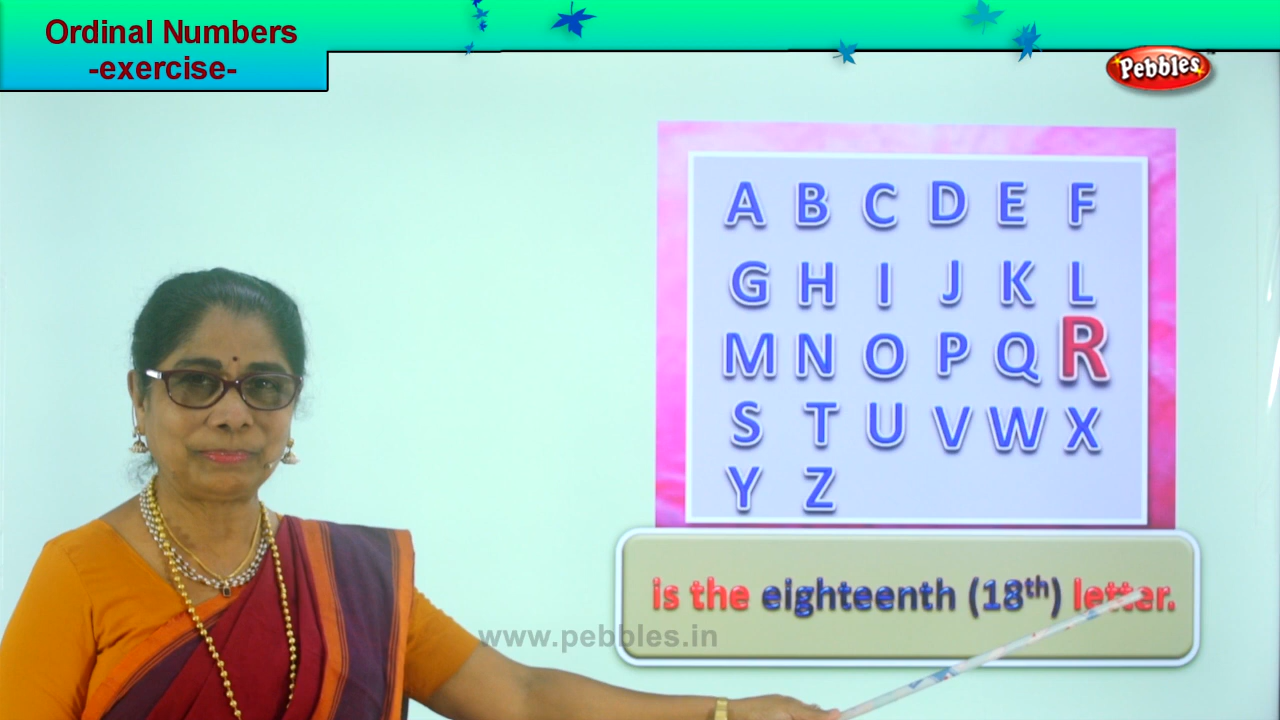 Ordinal Numbers
-exercise-
Pebbles
A B C D E F
G H I J K L
M N O P Q R
S T U V W X
Y Z
is the eighteenth (18th) letter.
www.pebbles.in